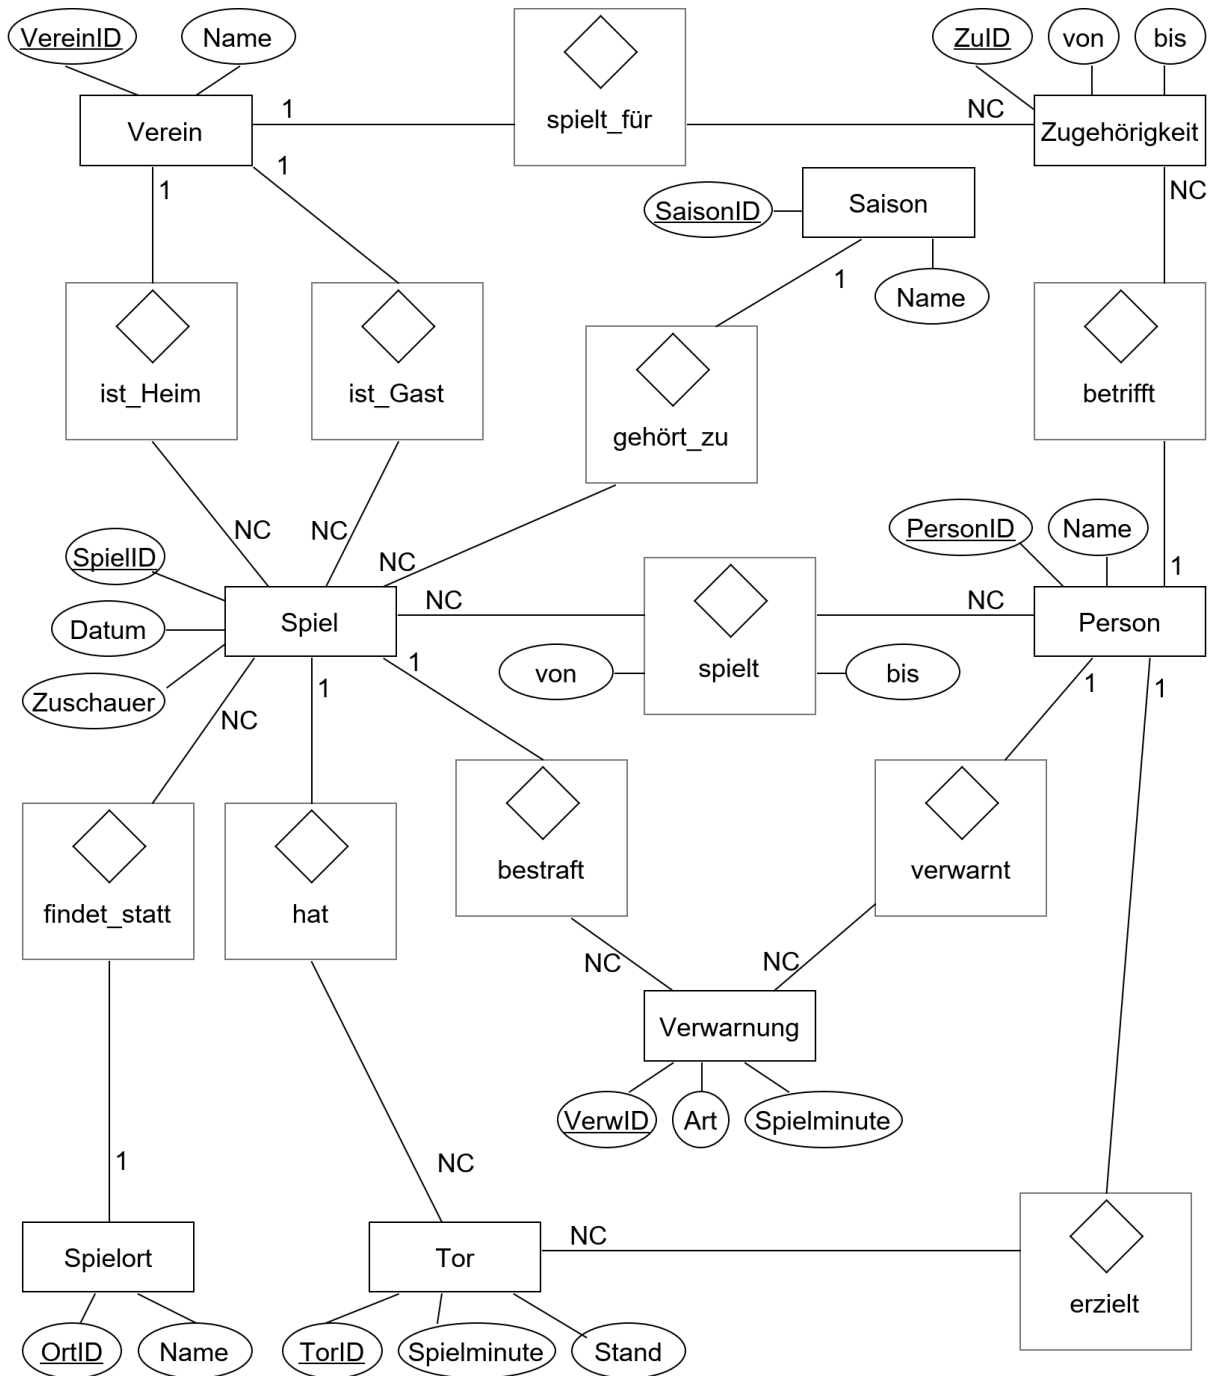 VereinID
Name
spielt_für
ZuID
von
bis
Verein
1
NC
Zugehörigkeit
1
1
SaisonID
Saison
NC
1
Name
ist_Heim
ist_Gast
gehört_zu
betrifft
NC
NC
NC
PersonID
Name
SpielID
1
Spiel
NC
NC
Person
Datum
von
spielt
bis
Zuschauer
NC
1
1
1
1
findet_statt
hat
bestraft
verwarnt
NC
NC
Verwarnung
VerwID
Art
Spielminute
1
NC
NC
Spielort
Tor
erzielt
OrtID
Name
TorID
Spielminute
Stand